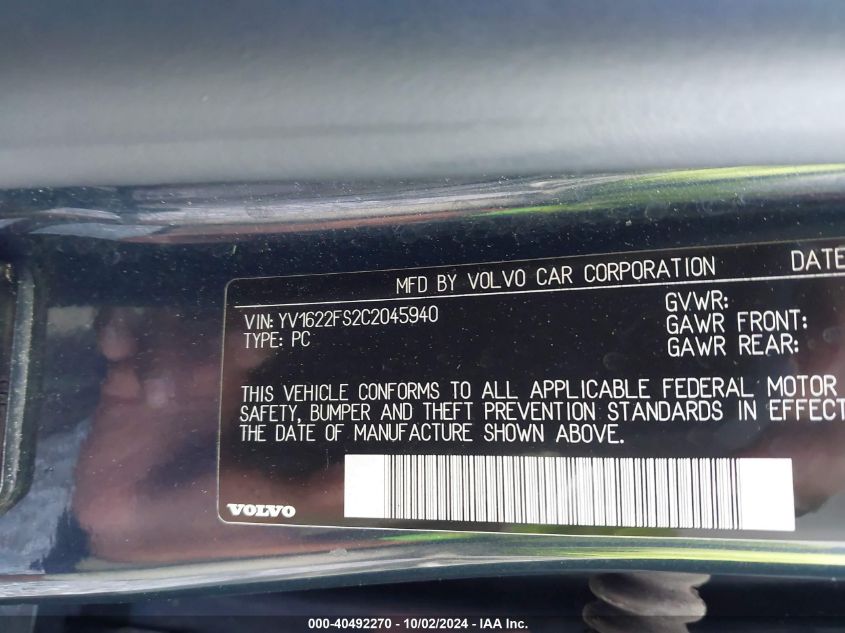 MFD BY VOLVO CAR CORPORATION DATE
VIN: YV1622FS2C2045940
TYPE: PC
GVWR:
GAWR FRONT:
GAWR REAR:
THIS VEHICLE CONFORMS TO ALL APPLICABLE FEDERAL MOTOR
SAFETY, BUMPER AND THEFT PREVENTION STANDARDS IN EFFECT
THE DATE OF MANUFACTURE SHOWN ABOVE.
VOLVO
000-40492270 - 10/02/2024 - IAA Inc.